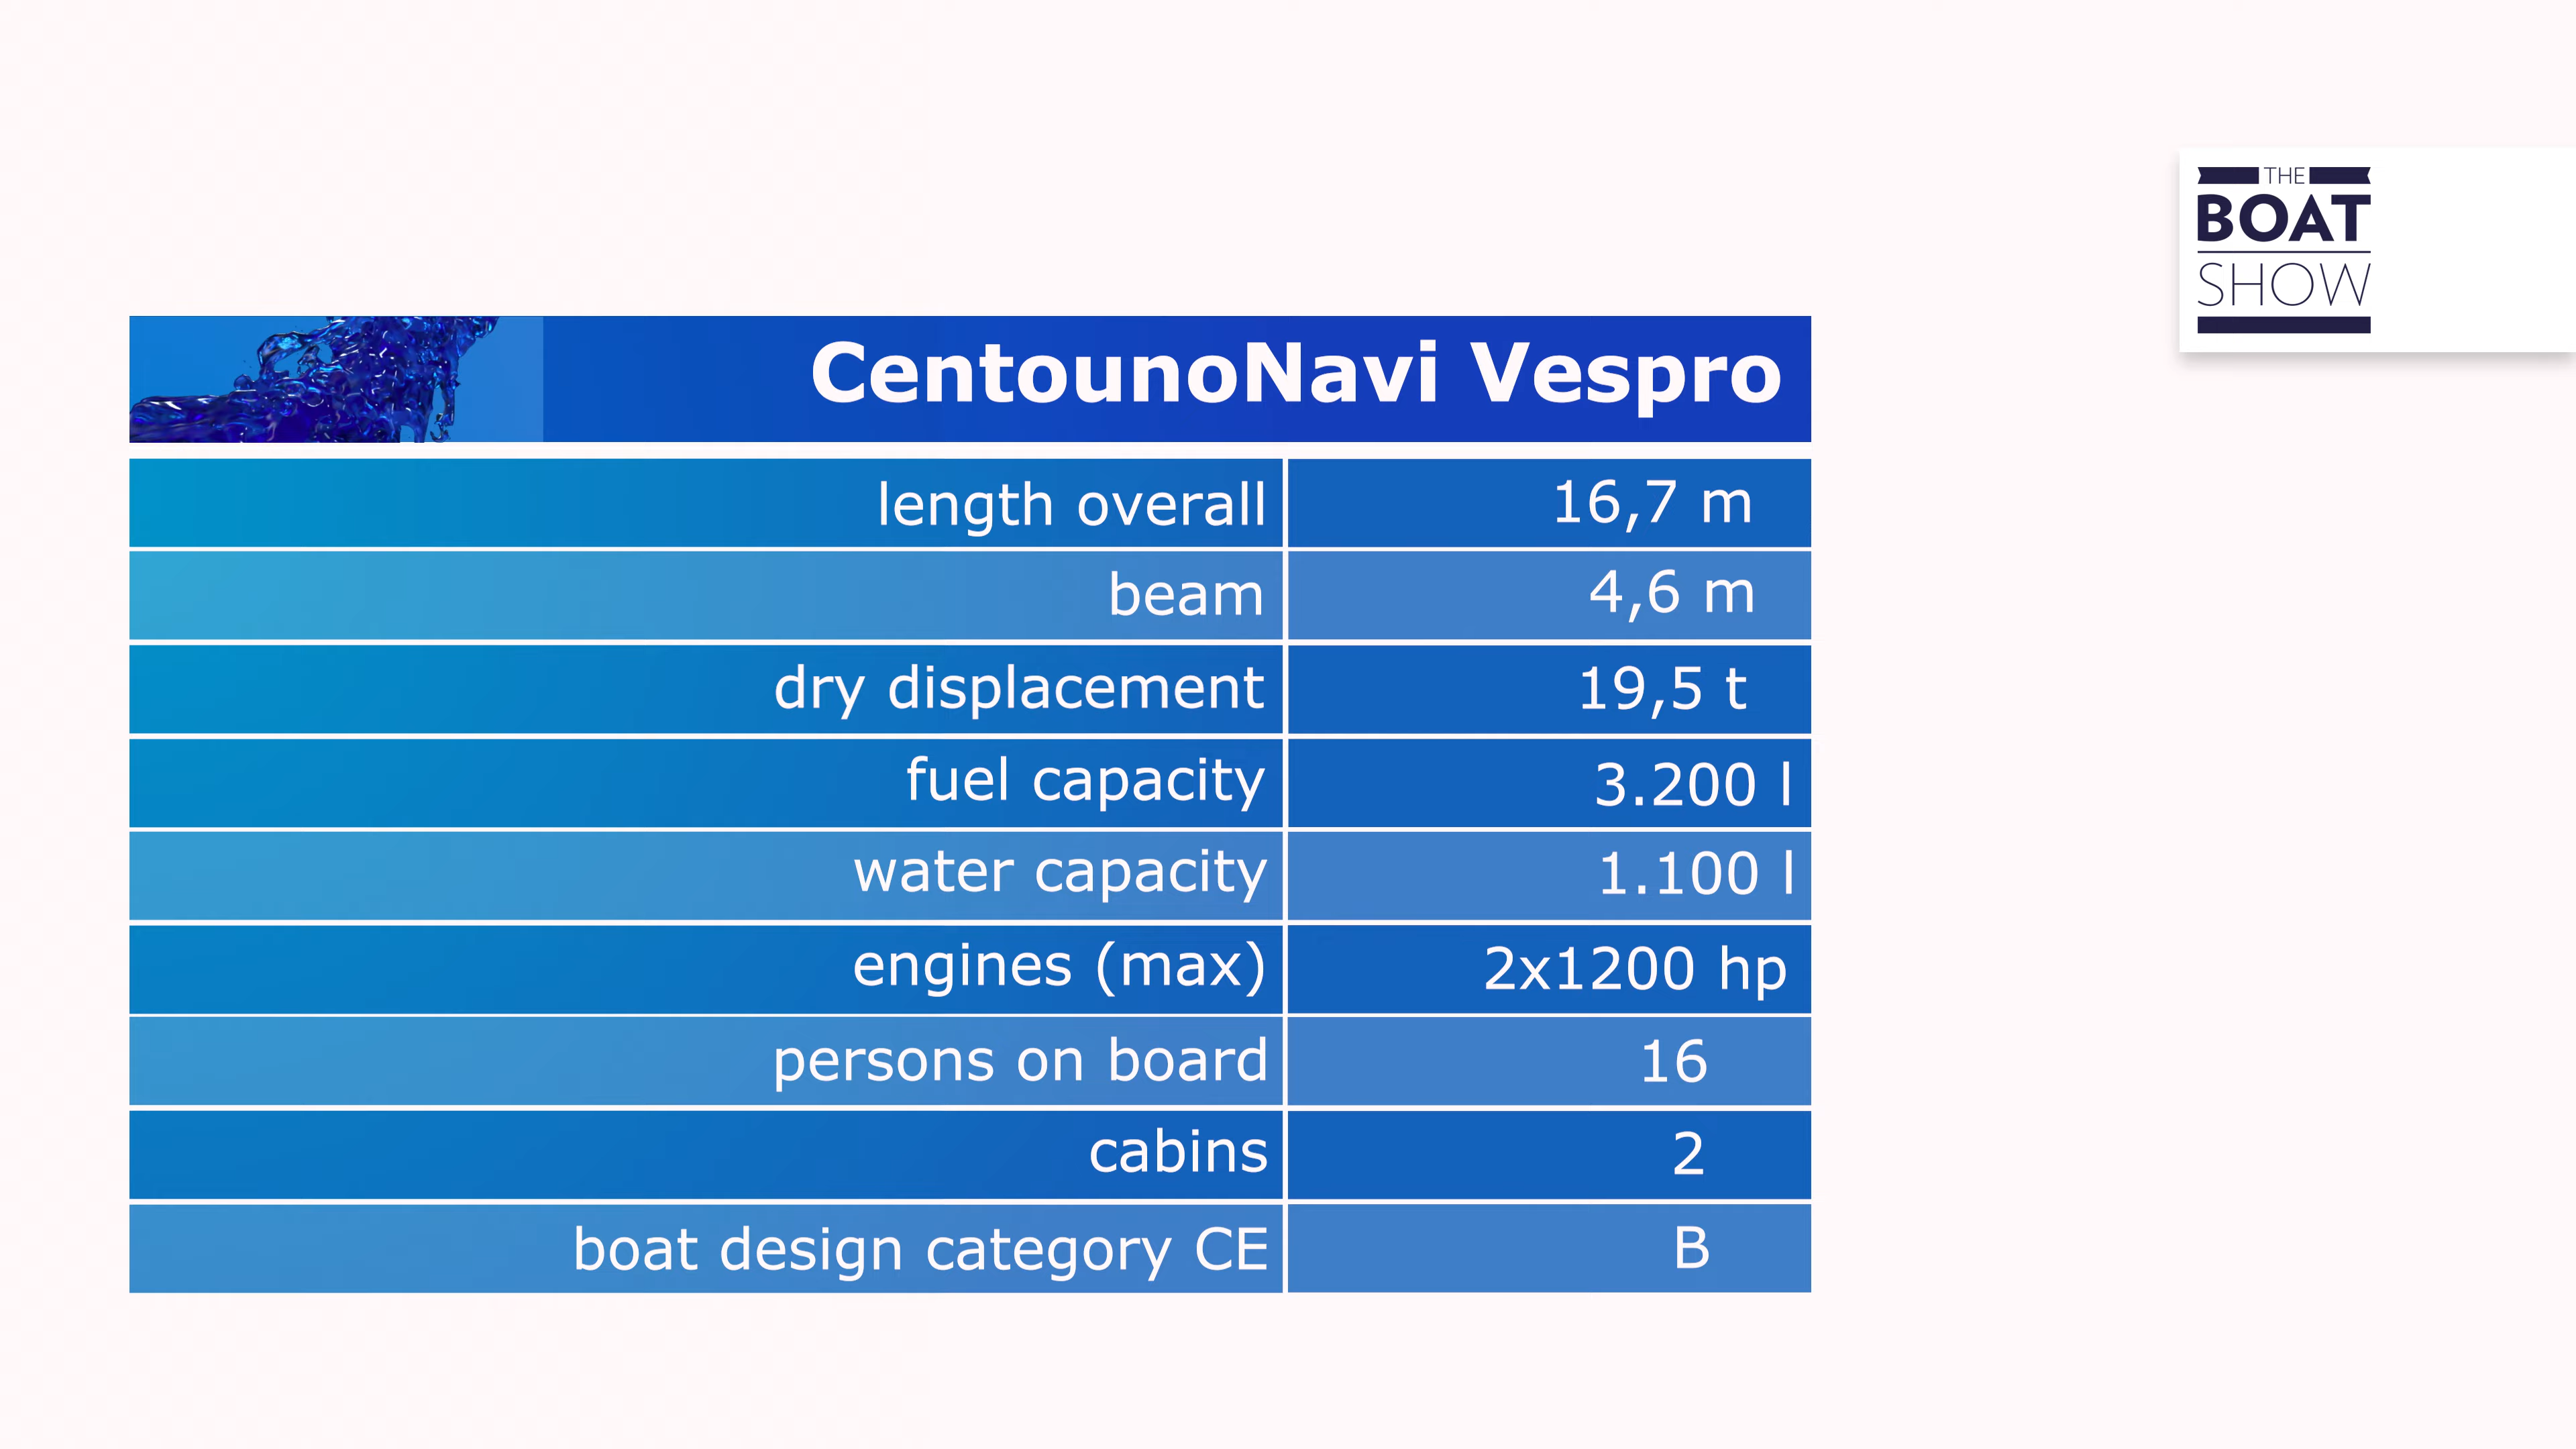 THE
BOAT
SHOW
CentounoNavi Vespro
length overall 16,7 m
beam 4,6 m
dry displacement 19,5 t
fuel capacity 3.200 l
water capacity 1.100 l
engines (max) 2x1200 hp
persons on board 16
cabins 2
boat design category CE B